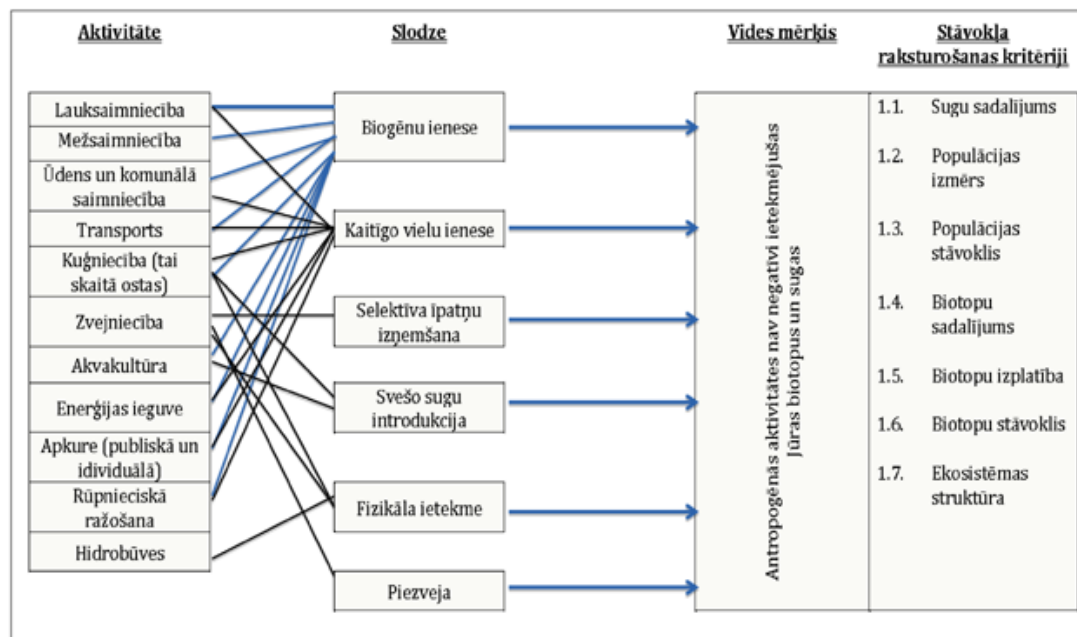 Aktivitāte
Slodze
Vides mērķis
Stāvokļa
raksturošanas kritēriji
Lauksaimniecība
Mežsaimniecība
Ūdens un komunālā
saimniecība
Transports
Kuģniecība (tai
skaitā ostas)
Zvejniecība
Akvakultūra
Enerģijas ieguve
Apkure (publiskā un
idividuālā)
Rūpnieciskā
ražošana
Hidrobūves
Biogēnu ienese
Kaitīgo vielu ienese
Selektīva īpatņu
izņemšana
Svešo sugu
introdukcija
Fizikāla ietekme
Piezveja
Antropogēnās aktivitātes nav negatīvi ietekmējušas
Jūras biotopus un sugas
1.1. Sugu sadalījums
1.2. Populācijas
izmērs
1.3. Populācijas
stāvoklis
1.4. Biotopu
sadalījums
1.5. Biotopu izplatība
1.6. Biotopu stāvoklis
1.7. Ekosistēmas
struktūra